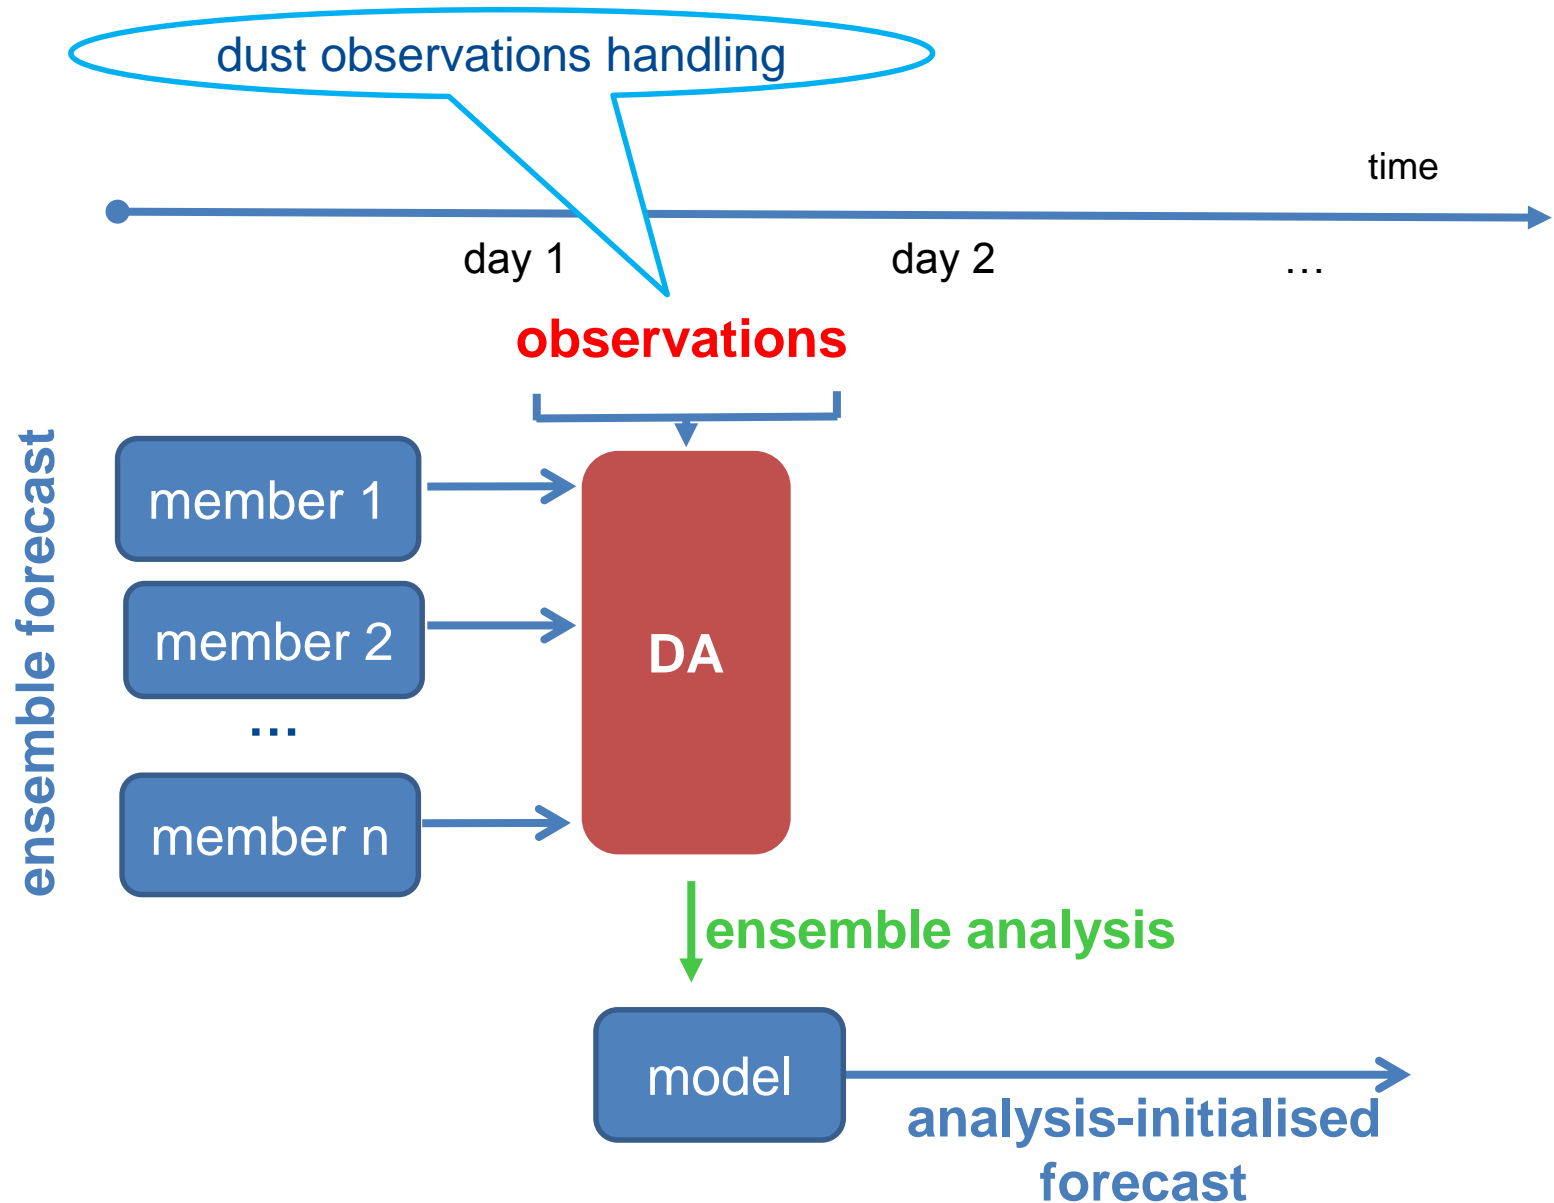 dust observations handling
time
day 1
day 2
...
observations
ensemble forecast
member 1
member 2
...
member n
DA
ensemble analysis
model
analysis-initialised
forecast